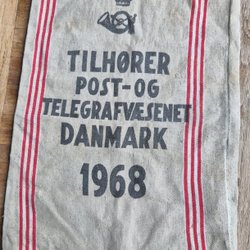 TILHØRER
POST-OG
TELEGRAFVÆSENET
DANMARK
1968